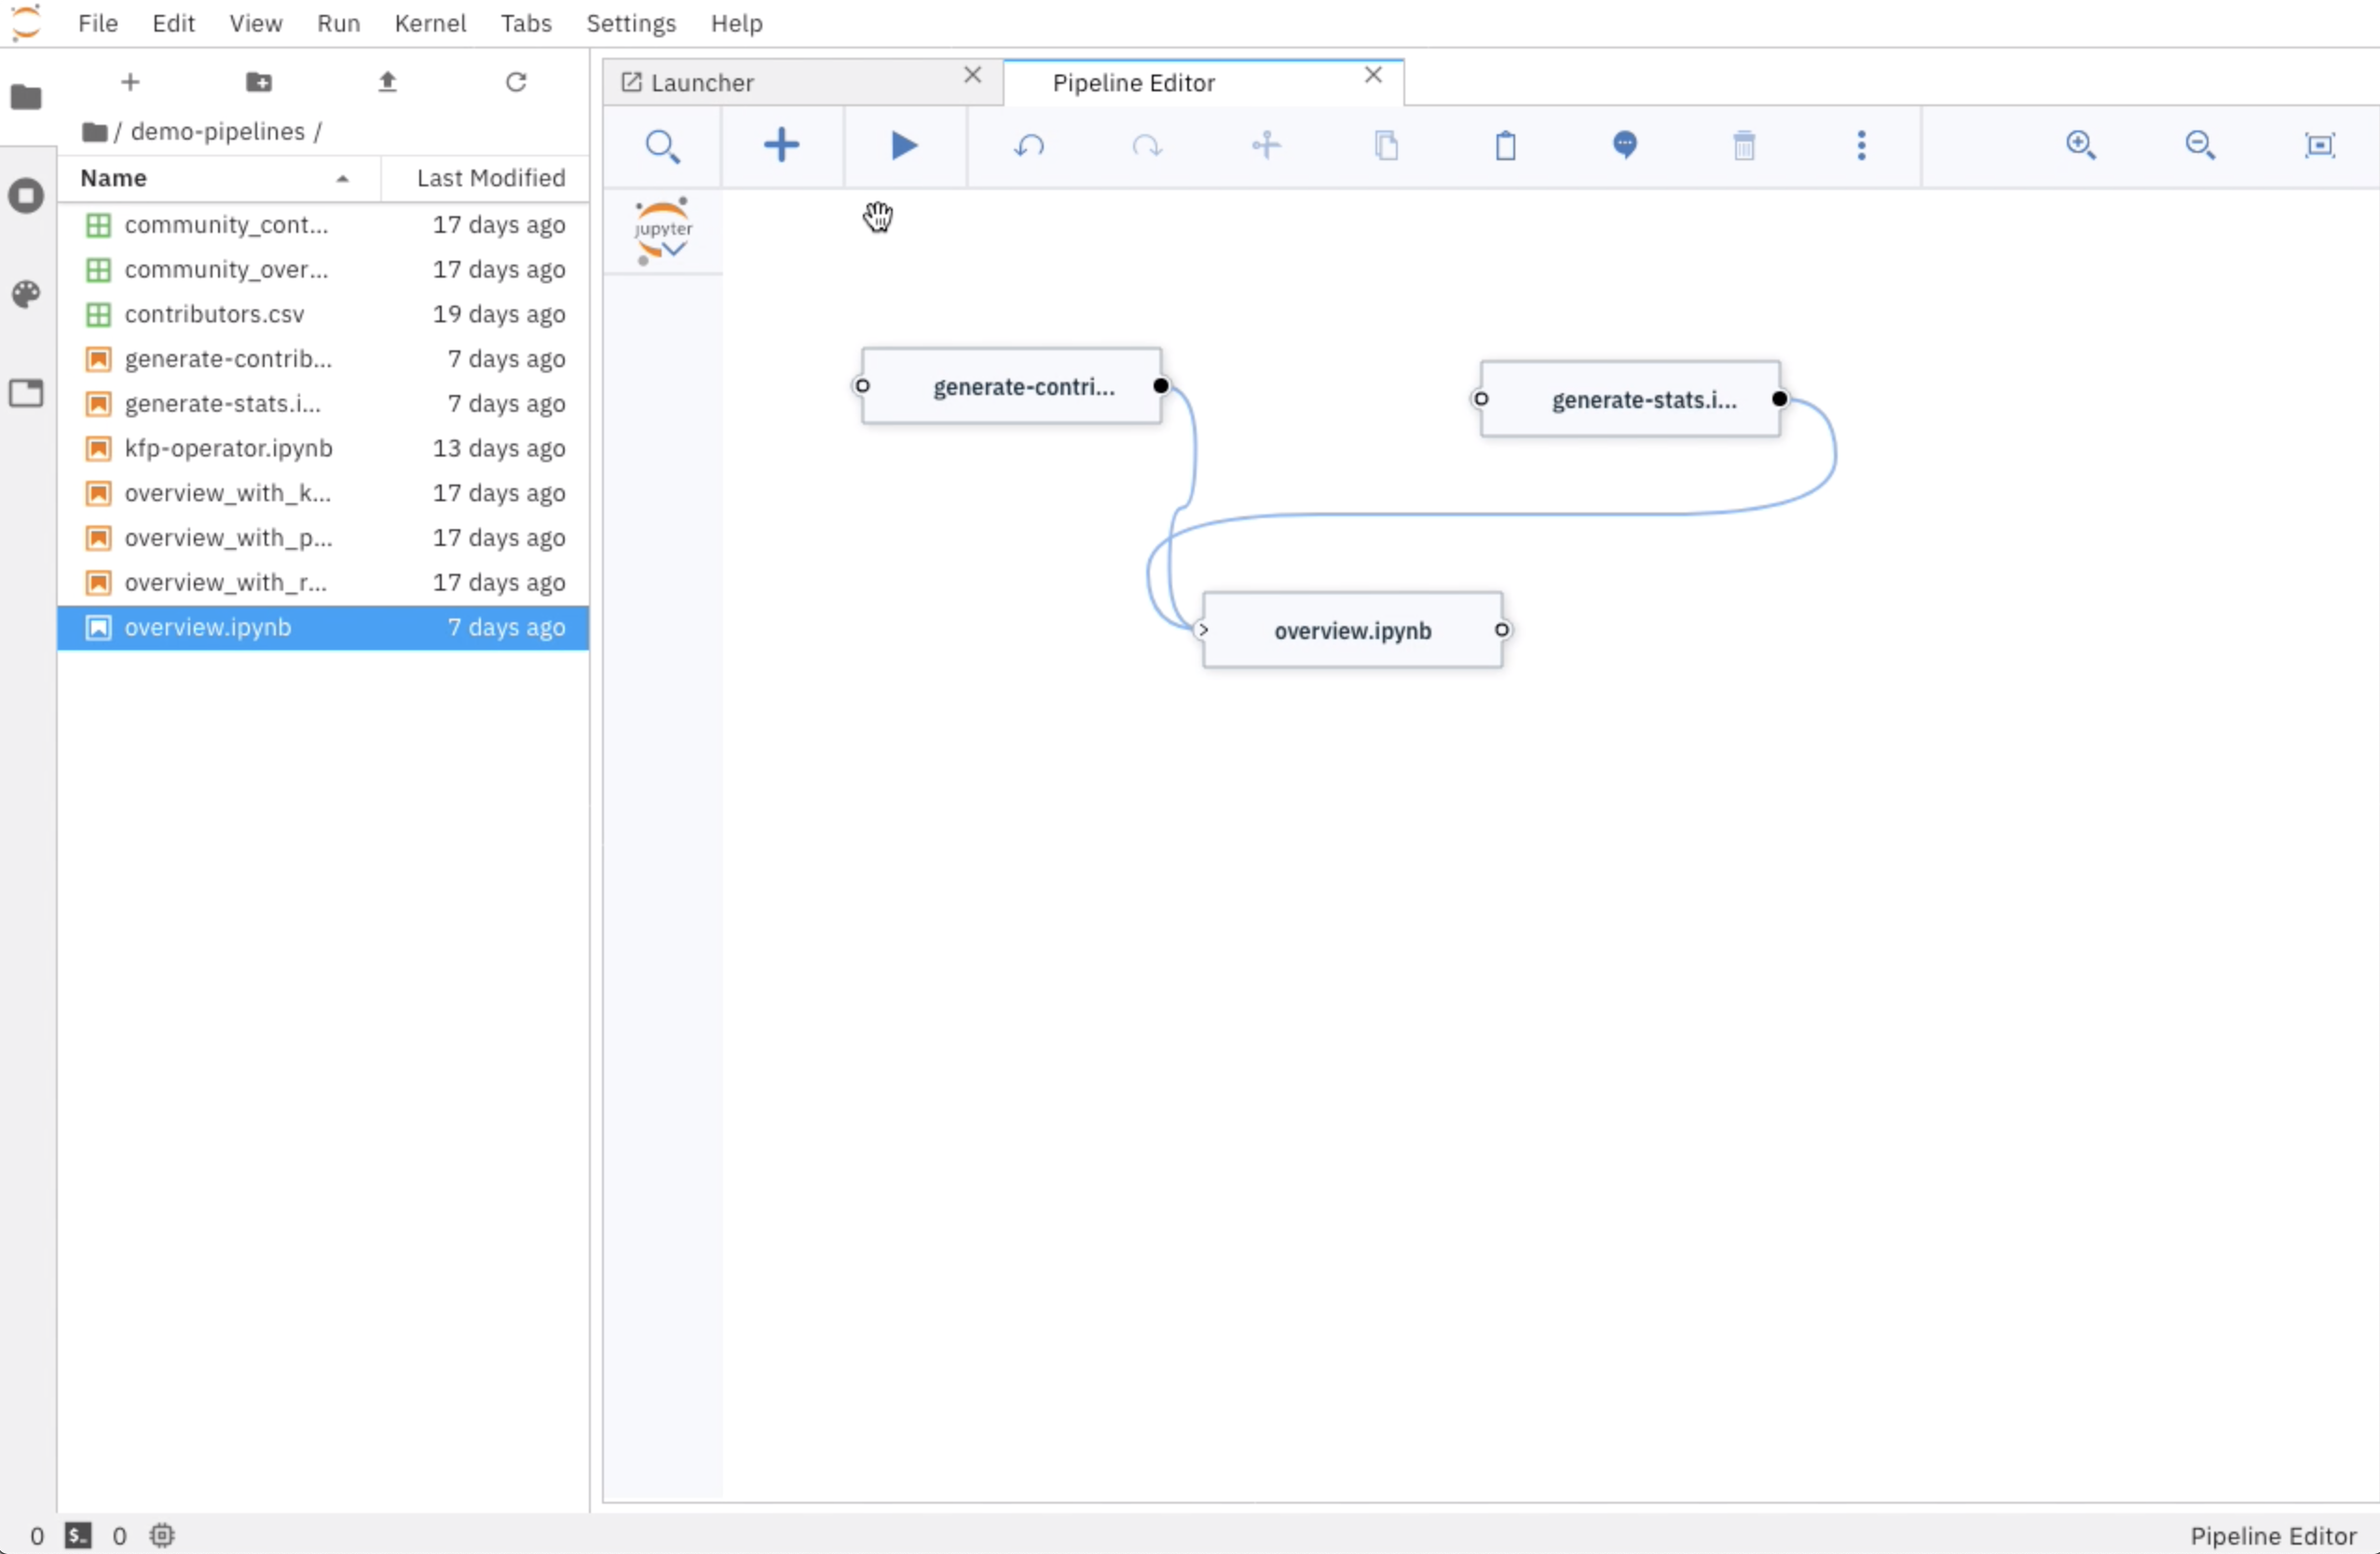 File Edit View Run Kernel Tabs Settings Help
/ demo-pipelines /
Name Last Modified
community_cont... 17 days ago
community_over... 17 days ago
contributors.csv 19 days ago
generate-contrib... 7 days ago
generate-stats.i... 7 days ago
kfp-operator.ipynb 13 days ago
overview_with_k... 17 days ago
overview_with_p... 17 days ago
overview_with_r... 17 days ago
overview.ipynb 7 days ago
Launcher
Pipeline Editor
jupyter
generate-contri...
generate-stats.i...
overview.ipynb
0 $_ 0
Pipeline Editor